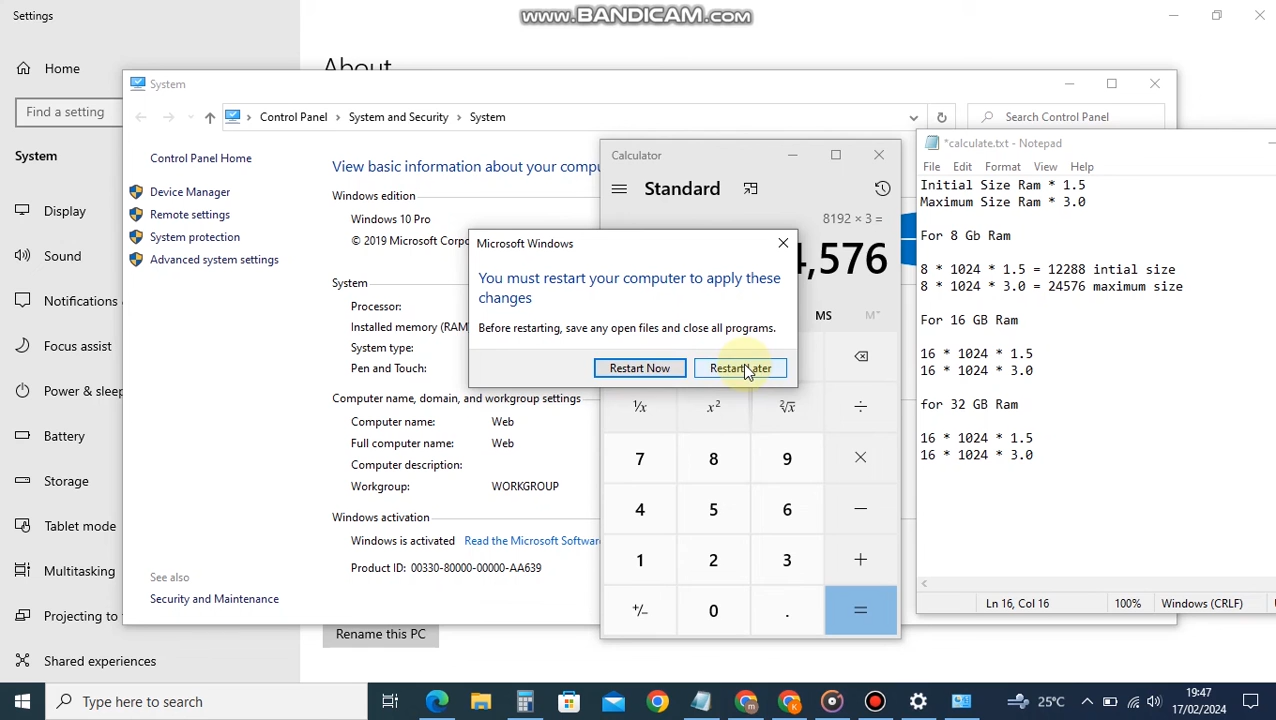 Settings
www.BANDICAM.com
Home
About
Find a setting
System
Display
Sound
Notifications
Focus assist
Power & sleep
Battery
Storage
Tablet mode
Multitasking
Projecting to
Shared experiences
Rename this PC
System
Control Panel > System and Security > System
Search Control Panel
Control Panel Home
Device Manager
Remote settings
System protection
Advanced system settings
See also
Security and Maintenance
View basic information about your compu
Windows edition
Windows 10 Pro
© 2019 Microsoft Corpo
System
Processor:
Installed memory (RAM
System type:
Pen and Touch:
Computer name, domain, and workgroup settings
Computer name: Web
Full computer name: Web
Computer description:
Workgroup: WORKGROUP
Windows activation
Windows is activated Read the Microsoft Softwar
Product ID: 00330-80000-00000-AA639
Calculator
Standard
8192 × 3 =
4,576
MS M˅
¹/x x² ²√x ÷
7 8 9 ×
4 5 6 −
1 2 3 +
+/− 0 . =
Microsoft Windows
You must restart your computer to apply these
changes
Before restarting, save any open files and close all programs.
Restart Now Restart Later
*calculate.txt - Notepad
File Edit Format View Help
Initial Size Ram * 1.5
Maximum Size Ram * 3.0
For 8 Gb Ram
8 * 1024 * 1.5 = 12288 intial size
8 * 1024 * 3.0 = 24576 maximum size
For 16 GB Ram
16 * 1024 * 1.5
16 * 1024 * 3.0
for 32 GB Ram
16 * 1024 * 1.5
16 * 1024 * 3.0
Ln 16, Col 16 100% Windows (CRLF)
Type here to search
25°C
19:47
17/02/2024